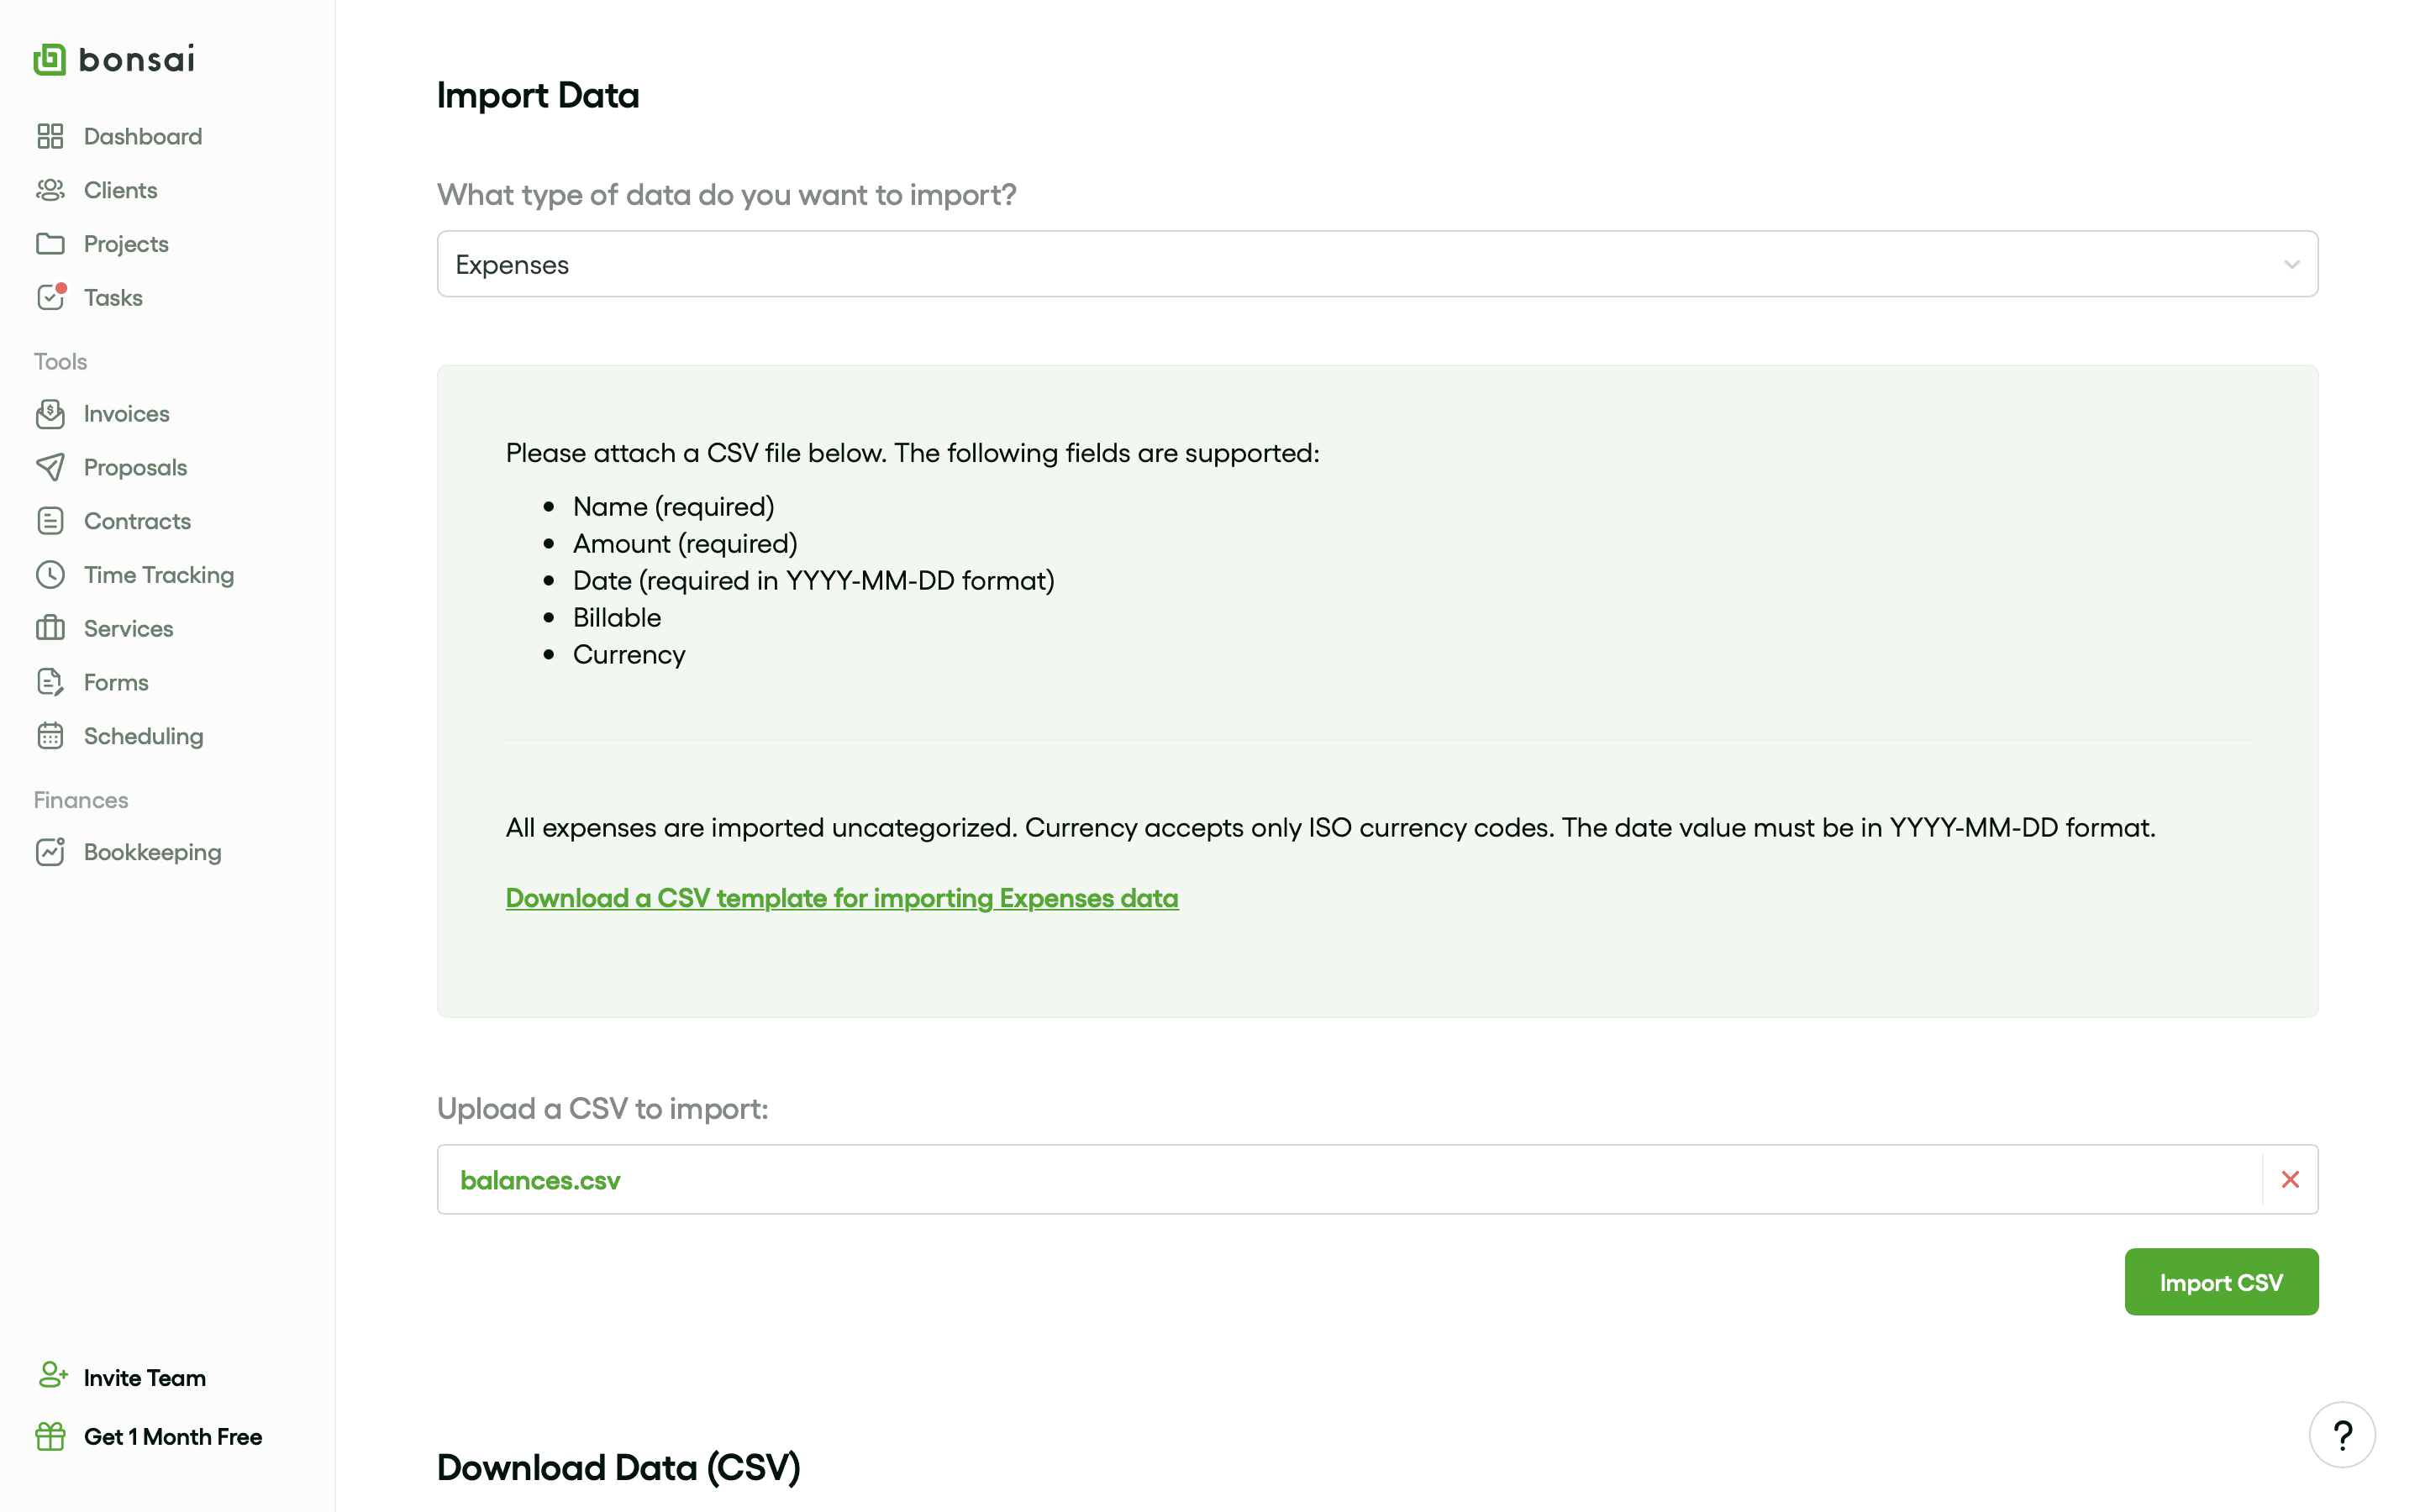 bonsai
Dashboard
Clients
Projects
Tasks
Tools
Invoices
Proposals
Contracts
Time Tracking
Services
Forms
Scheduling
Finances
Bookkeeping
Invite Team
Get 1 Month Free
Import Data
What type of data do you want to import?
Expenses
Please attach a CSV file below. The following fields are supported:
Name (required)
Amount (required)
Date (required in YYYY-MM-DD format)
Billable
Currency
All expenses are imported uncategorized. Currency accepts only ISO currency codes. The date value must be in YYYY-MM-DD format.
Download a CSV template for importing Expenses data
Upload a CSV to import:
balances.csv
Import CSV
Download Data (CSV)
?